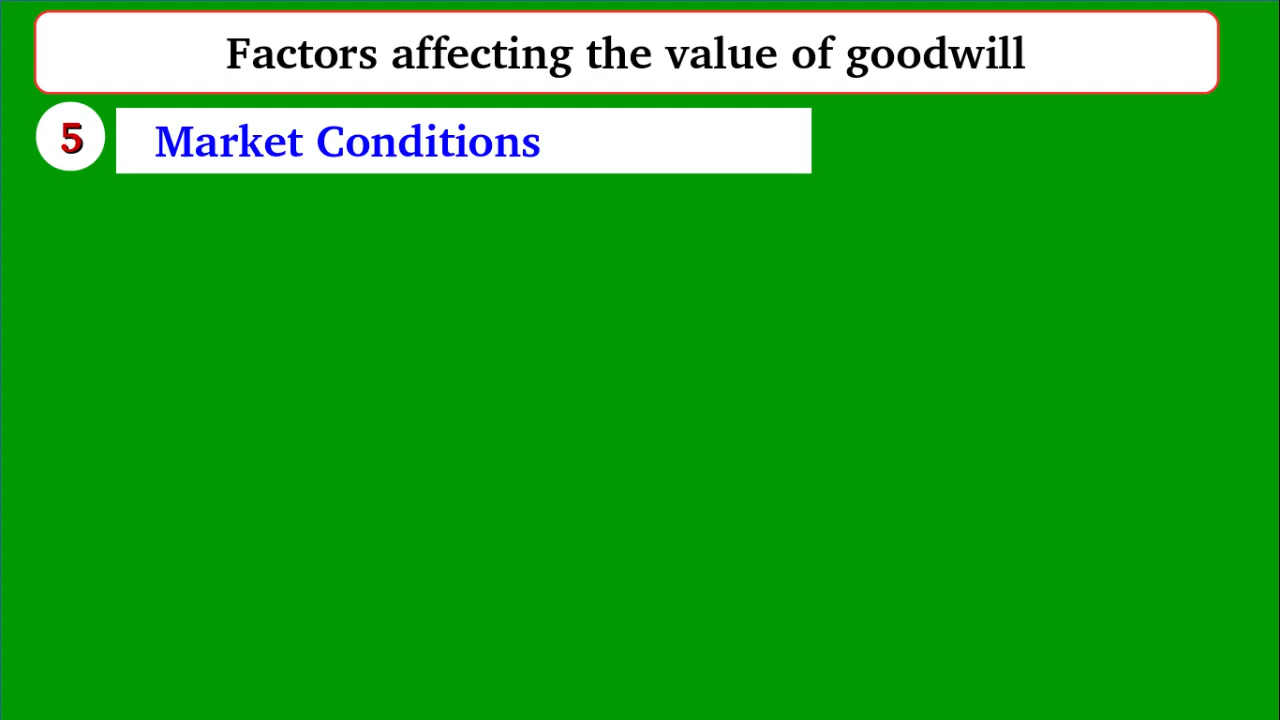 Factors affecting the value of goodwill
5 Market Conditions